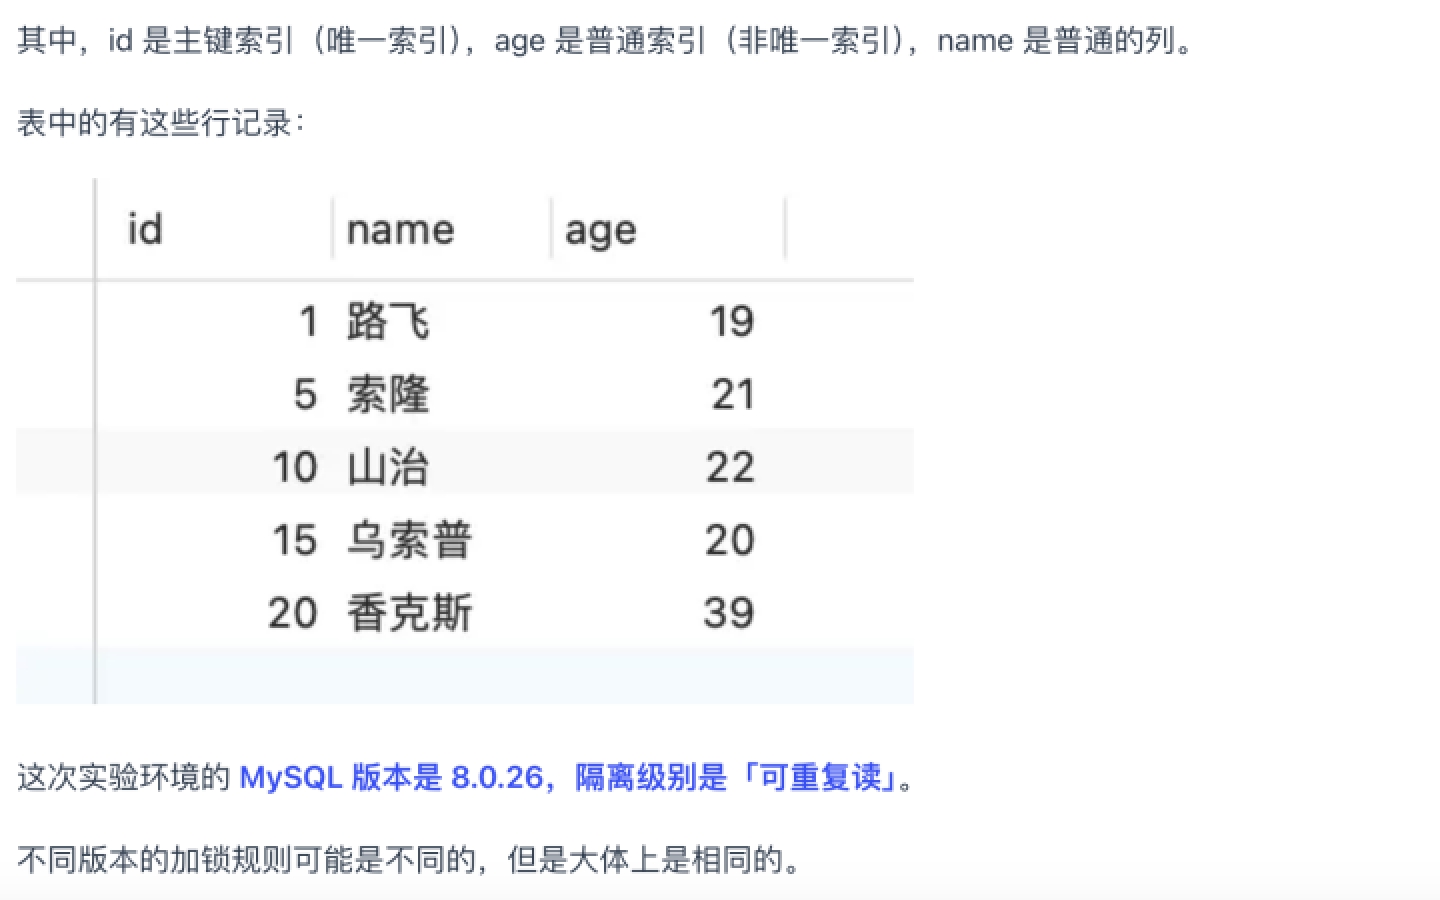 其中，id 是主键索引（唯一索引），age 是普通索引（非唯一索引），name 是普通的列。
表中的有这些行记录：
id name age
1 路飞 19
5 索隆 21
10 山治 22
15 乌索普 20
20 香克斯 39
这次实验环境的 MySQL 版本是 8.0.26，隔离级别是「可重复读」。
不同版本的加锁规则可能是不同的，但是大体上是相同的。